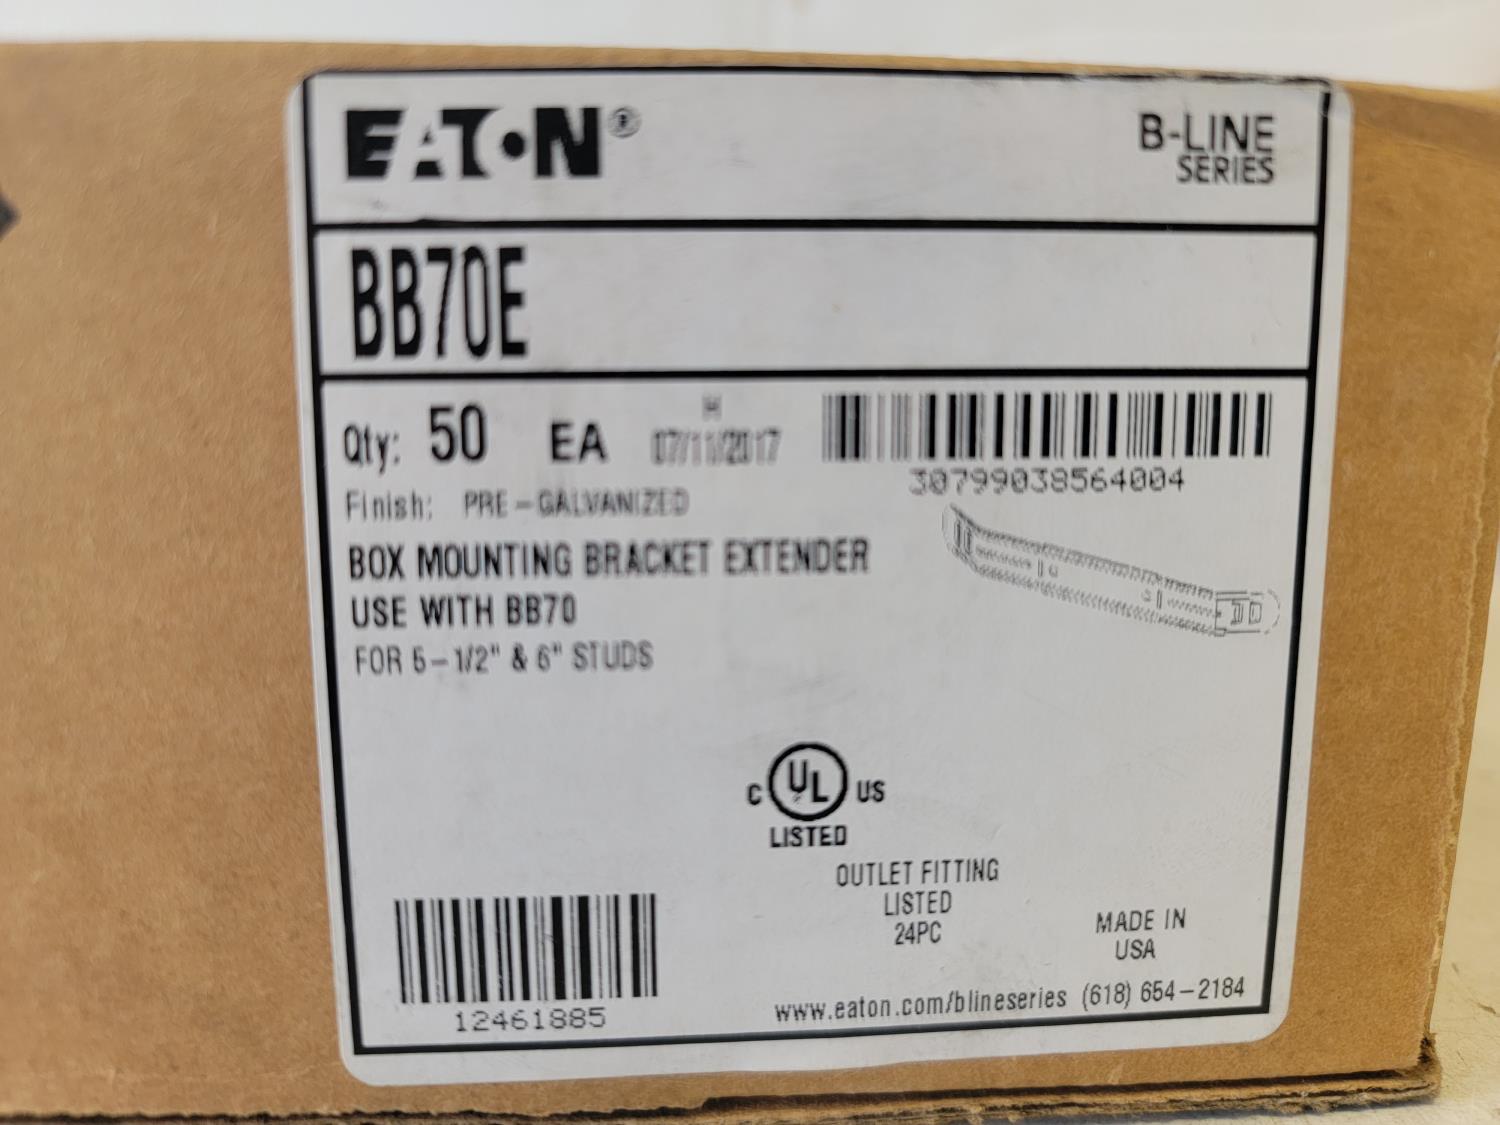 EATON®
B-LINE
SERIES
BB70E
Qty: 50 EA
H
07/11/2017
30799038564004
Finish: PRE-GALVANIZED
BOX MOUNTING BRACKET EXTENDER
USE WITH BB70
FOR 5-1/2" & 6" STUDS
C UL US
LISTED
OUTLET FITTING
LISTED
24PC
MADE IN
USA
12461885
www.eaton.com/blineseries (618) 654-2184